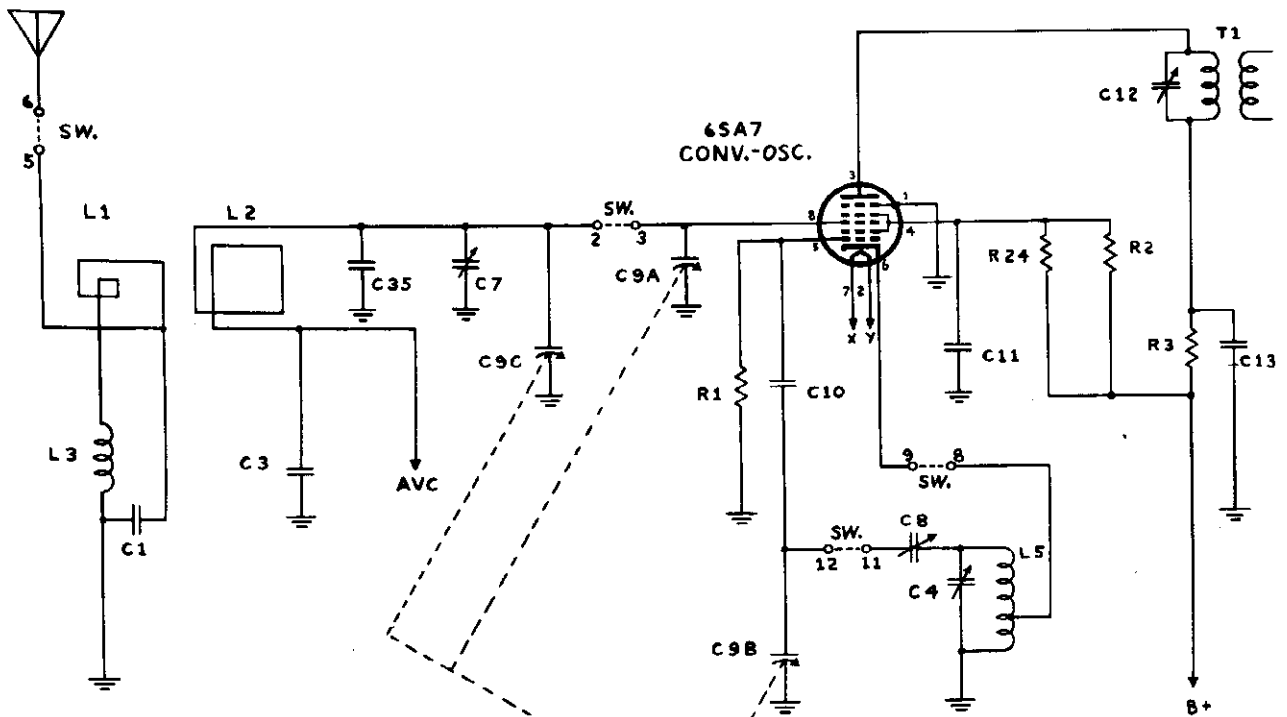 T1
C12
6
SW.
5
6SA7
CONV.-OSC.
3
1
L1
L2
SW.
2
3
8
4
5
6
7
2
X
Y
C35
C7
C9A
R24
R2
C9C
R1
C10
C11
R3
C13
L3
C3
AVC
9
8
SW.
C1
SW.
12
11
C8
L5
C4
C9B
B+